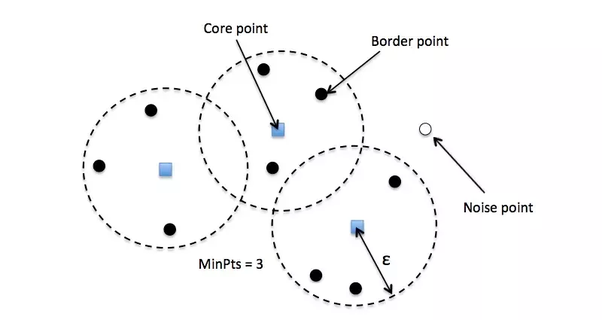 Core point
Border point
Noise point
ε
MinPts = 3